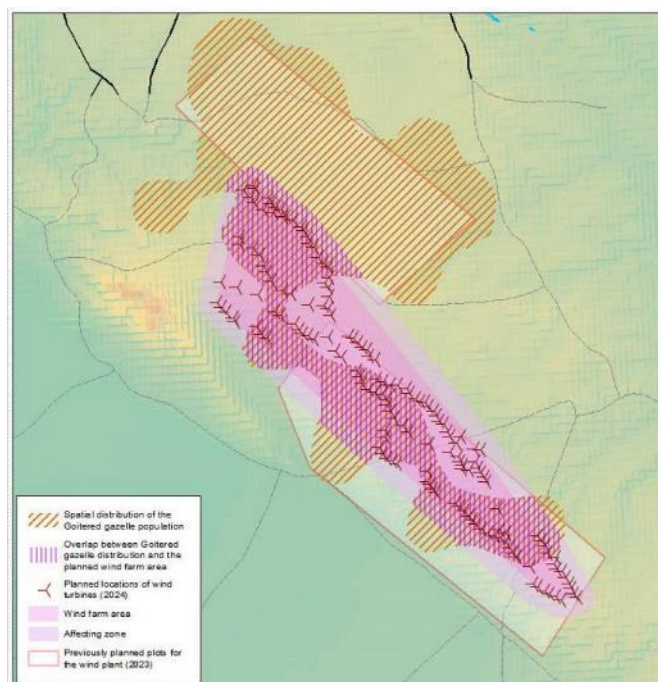 Spatial distribution of the
Goitered gazelle population
Overlap between Goitered
gazelle distribution and the
planned wind farm area
Planned locations of wind
turbines (2024)
Wind farm area
Affecting zone
Previously planned plots for
the wind plant (2023)